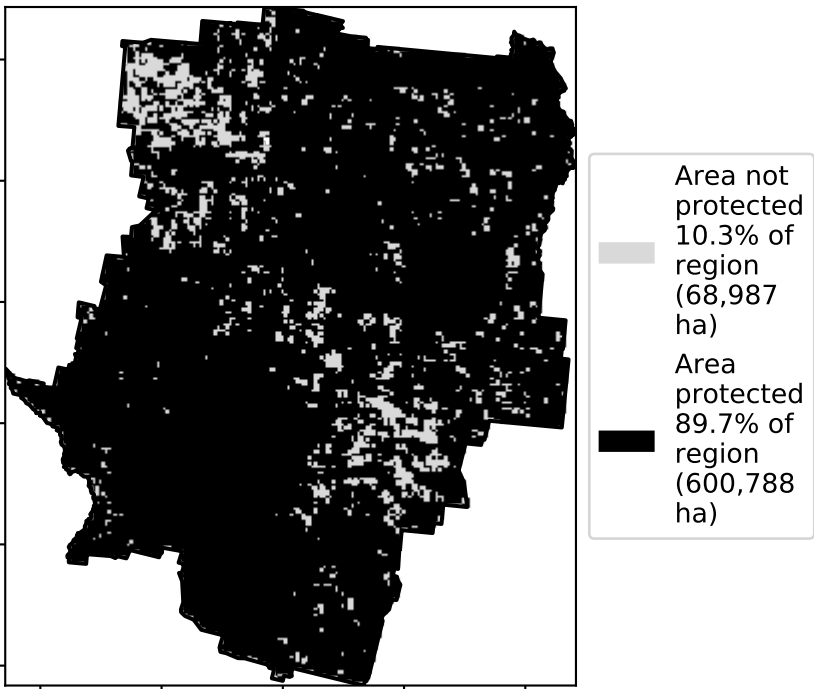 Area not
protected
10.3% of
region
(68,987
ha)
Area
protected
89.7% of
region
(600,788
ha)